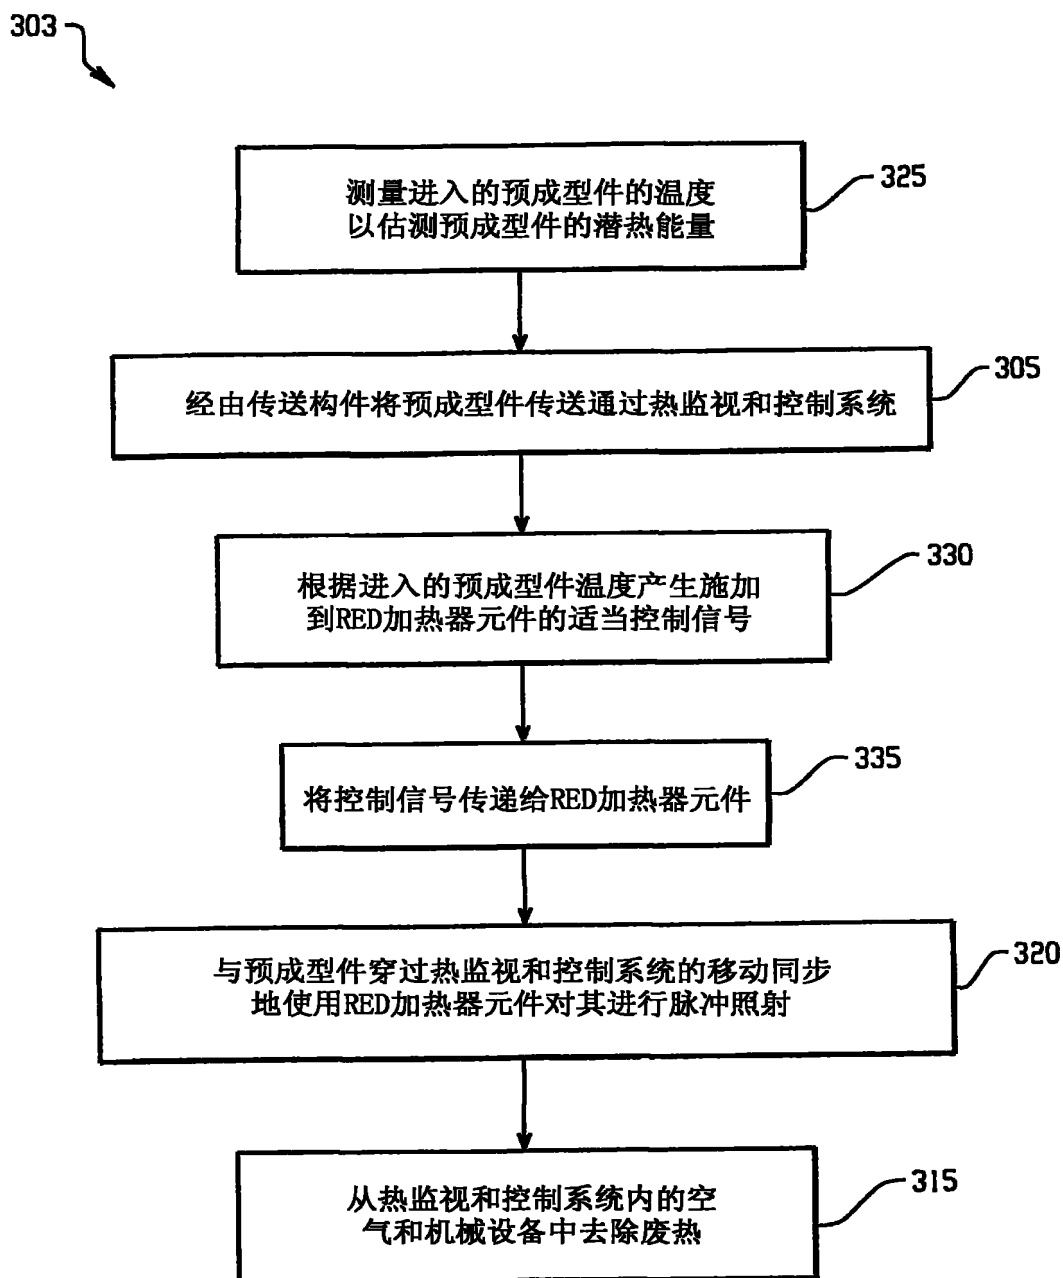 303
测量进入的预成型件的温度
以估测预成型件的潜热能量
325
经由传送构件将预成型件传送通过热监视和控制系统
305
根据进入的预成型件温度产生施加
到RED加热器元件的适当控制信号
330
将控制信号传递给RED加热器元件
335
与预成型件穿过热监视和控制系统的移动同步
地使用RED加热器元件对其进行脉冲照射
320
从热监视和控制系统内的空
气和机械设备中去除废热
315